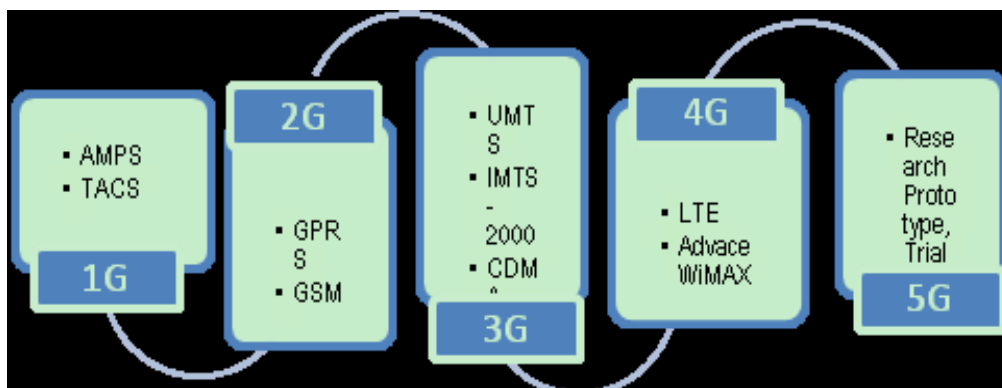 ▪ AMPS
▪ TACS
1G
2G
▪ GPR
S
▪ GSM
▪ UMT
S
▪ IMTS
-
2000
▪ CDM
3G
4G
▪ LTE
▪ Advace
WiMAX
▪ Rese
arch
Proto
type,
Trial
5G